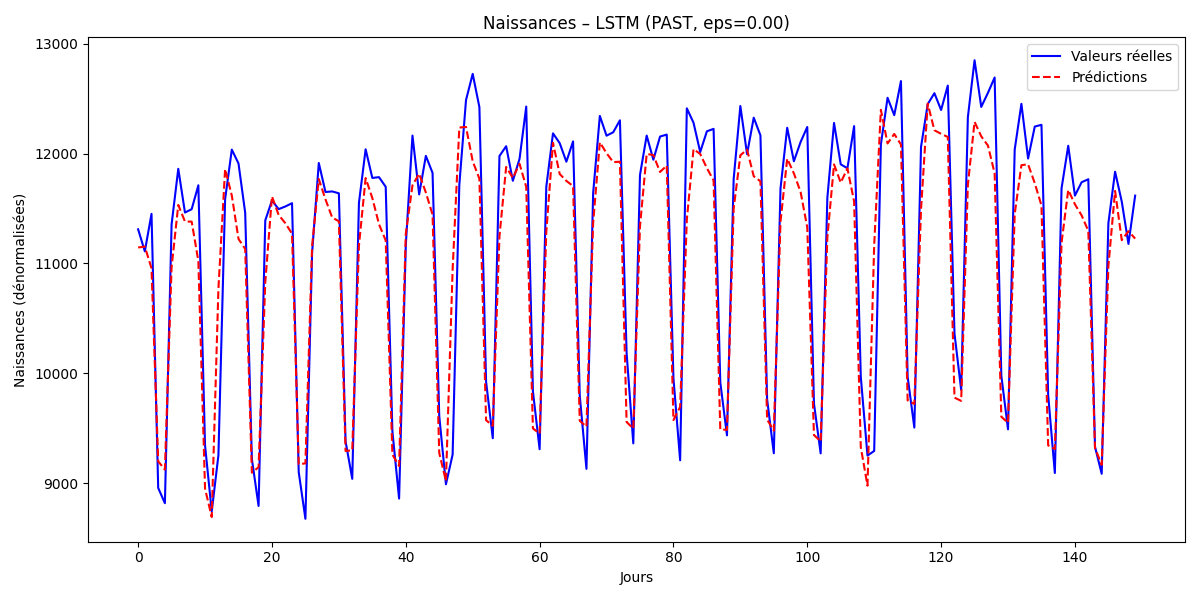 Naissances – LSTM (PAST, eps=0.00)
Valeurs réelles
Prédictions
Naissances (dénormalisées)
13000
12000
11000
10000
9000
0 20 40 60 80 100 120 140
Jours